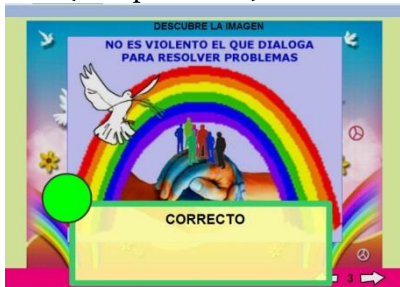 DESCUBRE LA IMAGEN
NO ES VIOLENTO EL QUE DIALOGA
PARA RESOLVER PROBLEMAS
CORRECTO
3